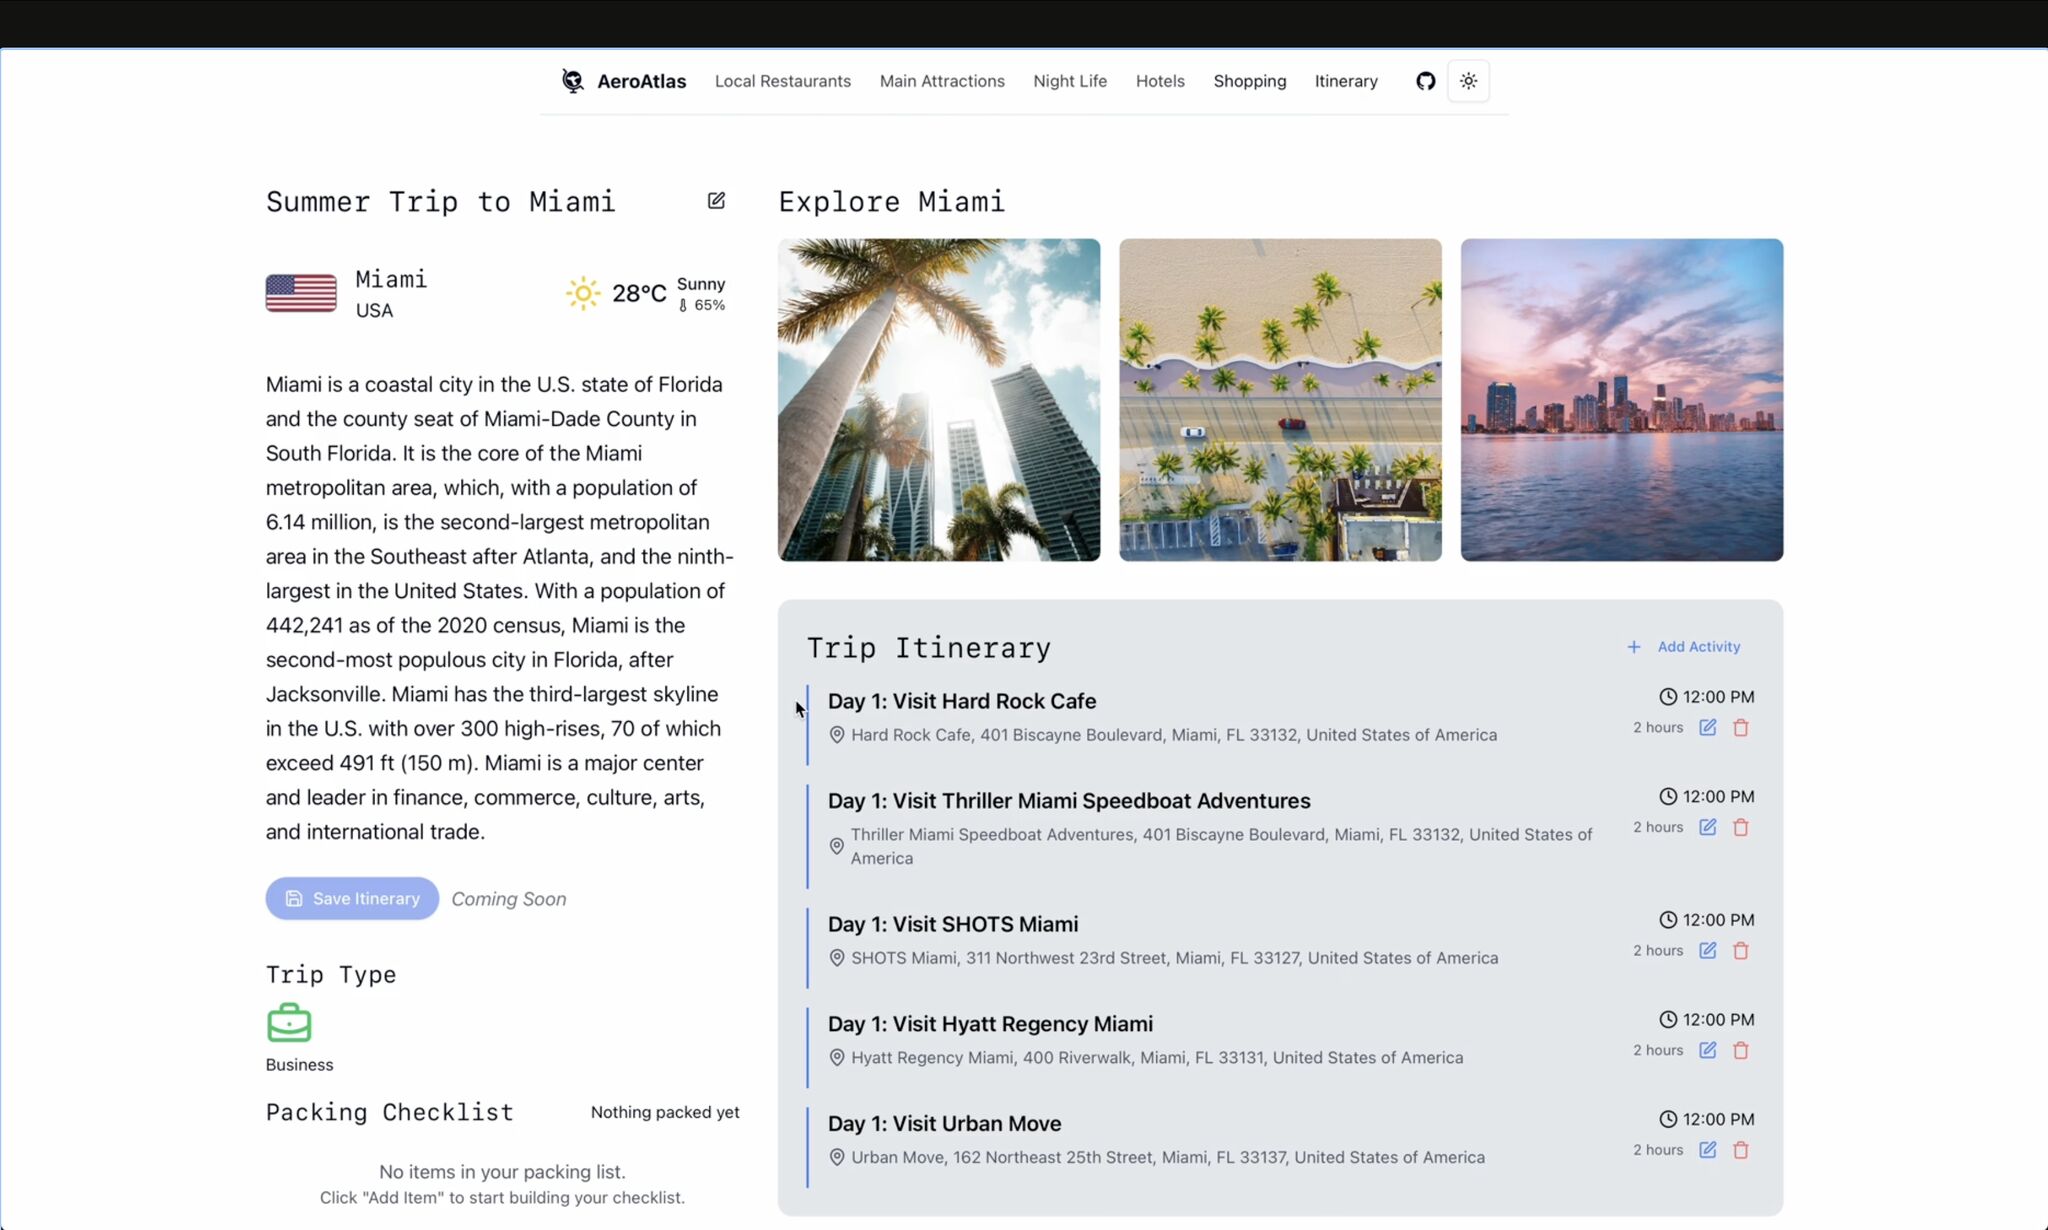 AeroAtlas Local Restaurants Main Attractions Night Life Hotels Shopping Itinerary
Summer Trip to Miami
Miami
USA
28°C
Sunny
65%
Miami is a coastal city in the U.S. state of Florida
and the county seat of Miami-Dade County in
South Florida. It is the core of the Miami
metropolitan area, which, with a population of
6.14 million, is the second-largest metropolitan
area in the Southeast after Atlanta, and the ninth-
largest in the United States. With a population of
442,241 as of the 2020 census, Miami is the
second-most populous city in Florida, after
Jacksonville. Miami has the third-largest skyline
in the U.S. with over 300 high-rises, 70 of which
exceed 491 ft (150 m). Miami is a major center
and leader in finance, commerce, culture, arts,
and international trade.
Save Itinerary Coming Soon
Trip Type
Business
Packing Checklist Nothing packed yet
No items in your packing list.
Click "Add Item" to start building your checklist.
Explore Miami
Trip Itinerary + Add Activity
Day 1: Visit Hard Rock Cafe 12:00 PM
Hard Rock Cafe, 401 Biscayne Boulevard, Miami, FL 33132, United States of America 2 hours
Day 1: Visit Thriller Miami Speedboat Adventures 12:00 PM
Thriller Miami Speedboat Adventures, 401 Biscayne Boulevard, Miami, FL 33132, United States of 2 hours
America
Day 1: Visit SHOTS Miami 12:00 PM
SHOTS Miami, 311 Northwest 23rd Street, Miami, FL 33127, United States of America 2 hours
Day 1: Visit Hyatt Regency Miami 12:00 PM
Hyatt Regency Miami, 400 Riverwalk, Miami, FL 33131, United States of America 2 hours
Day 1: Visit Urban Move 12:00 PM
Urban Move, 162 Northeast 25th Street, Miami, FL 33137, United States of America 2 hours